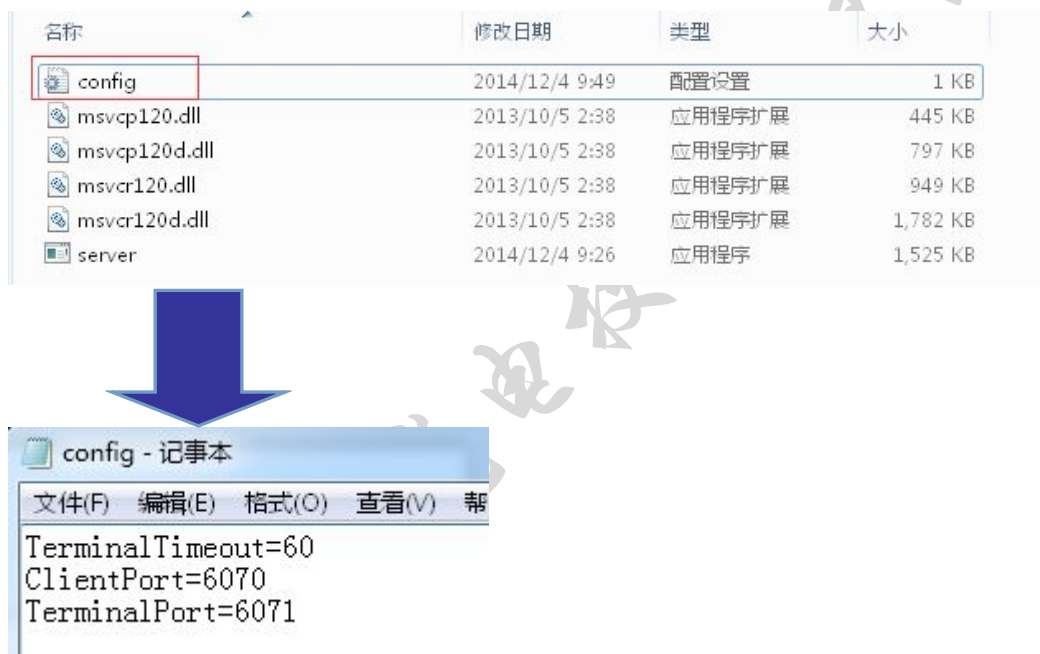 名称 修改日期 类型 大小
config 2014/12/4 9:49 配置设置 1 KB
msvcp120.dll 2013/10/5 2:38 应用程序扩展 445 KB
msvcp120d.dll 2013/10/5 2:38 应用程序扩展 797 KB
msvcr120.dll 2013/10/5 2:38 应用程序扩展 949 KB
msvcr120d.dll 2013/10/5 2:38 应用程序扩展 1,782 KB
server 2014/12/4 9:26 应用程序 1,525 KB
config - 记事本
文件(F) 编辑(E) 格式(O) 查看(V) 帮
TerminalTimeout=60
ClientPort=6070
TerminalPort=6071